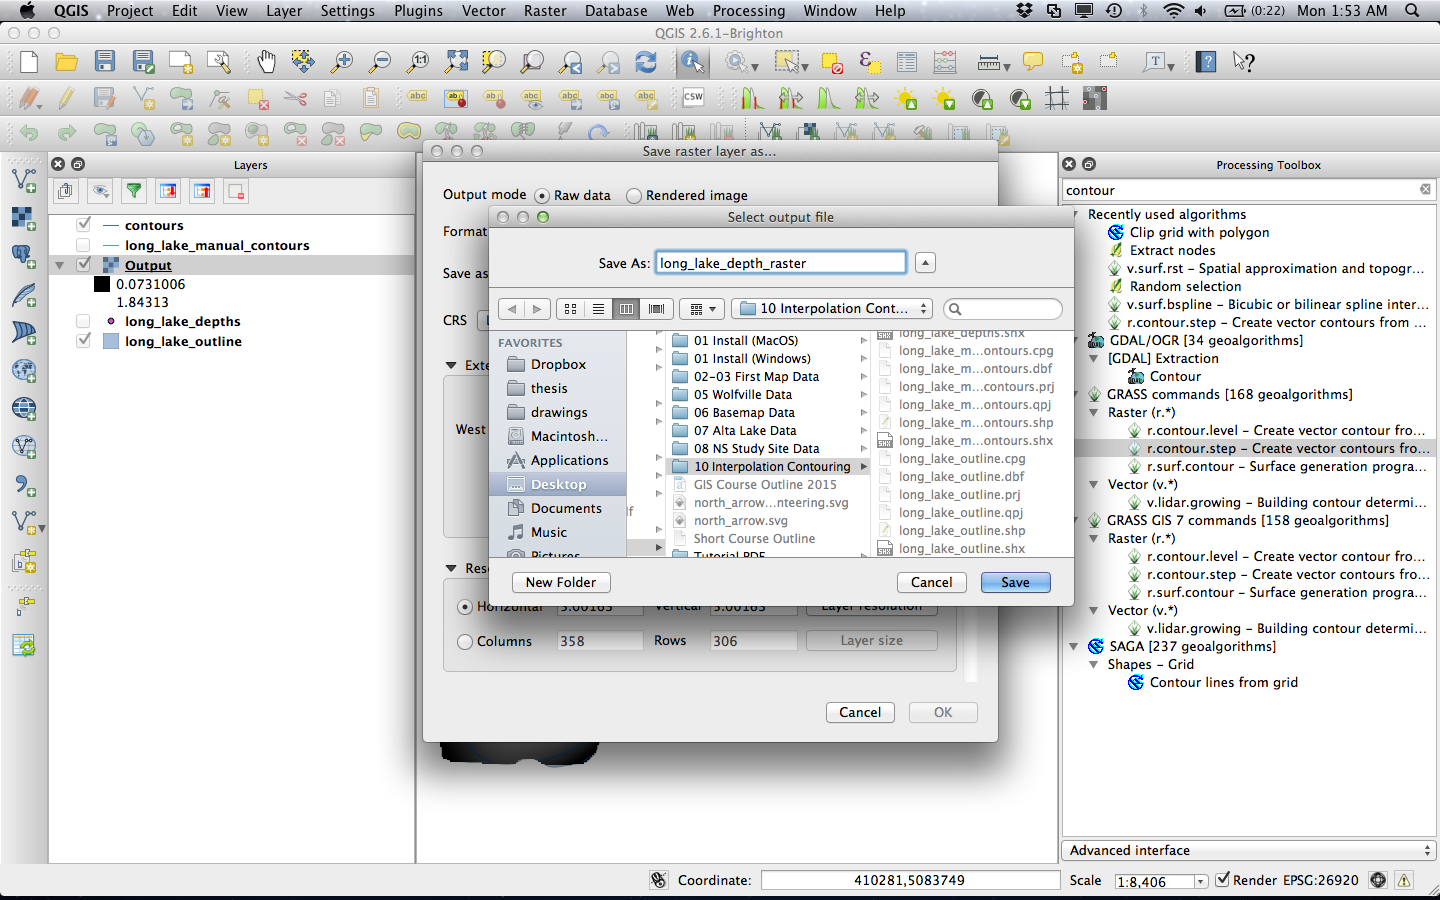 QGIS Project Edit View Layer Settings Plugins Vector Raster Database Web Processing Window Help (0:22) Mon 1:53 AM
QGIS 2.6.1-Brighton
Layers
contours
long_lake_manual_contours
Output
0.0731006
1.84313
long_lake_depths
long_lake_outline
Save raster layer as...
Output mode Raw data Rendered image
Format
Save as
CRS
Exte
West
Reso
Horizontal 5.00163 Vertical 5.00163 Layer resolution
Columns 358 Rows 306 Layer size
Cancel OK
Select output file
Save As: long_lake_depth_raster
10 Interpolation Cont...
FAVORITES
Dropbox
thesis
drawings
Macintosh...
Applications
Desktop
Documents
Music
Pictures
01 Install (MacOS)
01 Install (Windows)
02-03 First Map Data
05 Wolfville Data
06 Basemap Data
07 Alta Lake Data
08 NS Study Site Data
10 Interpolation Contouring
GIS Course Outline 2015
north_arrow...nteering.svg
north_arrow.svg
Short Course Outline
Tutorial PDF
long_lake_depths.shx
long_lake_m...ontours.cpg
long_lake_m...ontours.dbf
long_lake_m...contours.prj
long_lake_m...ontours.qpj
long_lake_m...ontours.shp
long_lake_m...ontours.shx
long_lake_outline.cpg
long_lake_outline.dbf
long_lake_outline.prj
long_lake_outline.qpj
long_lake_outline.shp
long_lake_outline.shx
New Folder Cancel Save
Processing Toolbox
contour
Recently used algorithms
Clip grid with polygon
Extract nodes
v.surf.rst - Spatial approximation and topogr...
Random selection
v.surf.bspline - Bicubic or bilinear spline inter...
r.contour.step - Create vector contours from ...
GDAL/OGR [34 geoalgorithms]
[GDAL] Extraction
Contour
GRASS commands [168 geoalgorithms]
Raster (r.*)
r.contour.level - Create vector contour fro...
r.contour.step - Create vector contours fro...
r.surf.contour - Surface generation progra...
Vector (v.*)
v.lidar.growing - Building contour determi...
GRASS GIS 7 commands [158 geoalgorithms]
Raster (r.*)
r.contour.level - Create vector contour fro...
r.contour.step - Create vector contours fro...
r.surf.contour - Surface generation progra...
Vector (v.*)
v.lidar.growing - Building contour determi...
SAGA [237 geoalgorithms]
Shapes - Grid
Contour lines from grid
Advanced interface
Coordinate: 410281,5083749 Scale 1:8,406 Render EPSG:26920